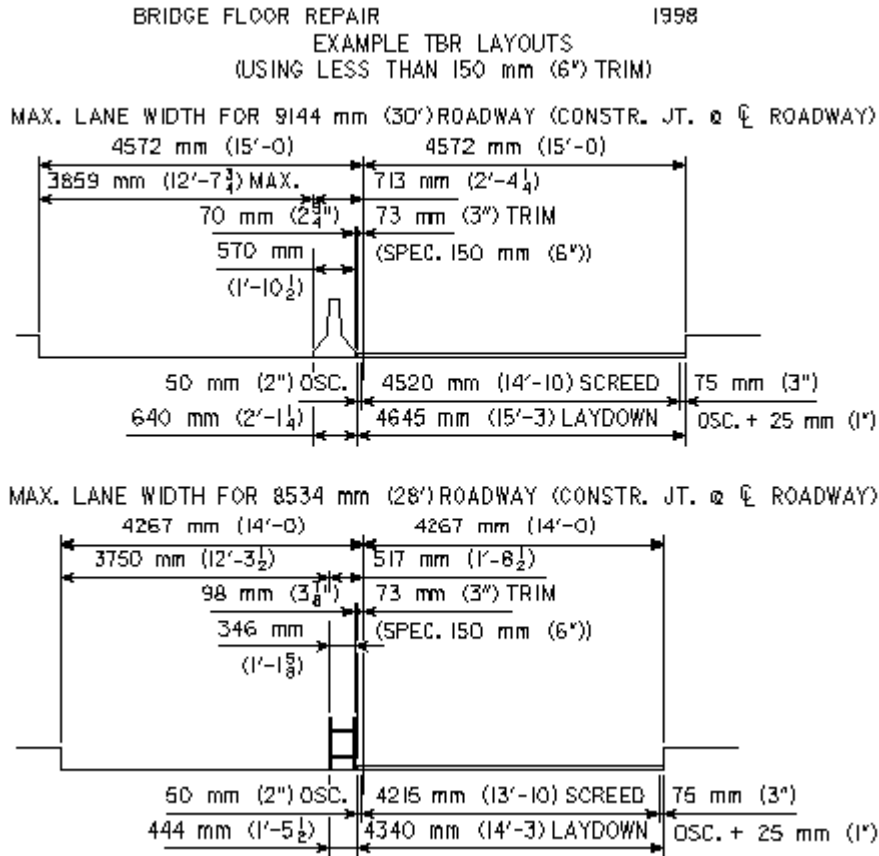 BRIDGE FLOOR REPAIR 1998
EXAMPLE TBR LAYOUTS
(USING LESS THAN 150 mm (6") TRIM)
MAX. LANE WIDTH FOR 9144 mm (30') ROADWAY (CONSTR. JT. @ ℄ ROADWAY)
4572 mm (15'-0) 4572 mm (15'-0)
3859 mm (12'-7¾) MAX. 713 mm (2'-4¼)
70 mm (2¾") 73 mm (3") TRIM
570 mm (SPEC. 150 mm (6"))
(1'-10½)
50 mm (2") OSC. 4520 mm (14'-10) SCREED 75 mm (3")
640 mm (2'-1¼) 4645 mm (15'-3) LAYDOWN OSC. + 25 mm (1")
MAX. LANE WIDTH FOR 8534 mm (28') ROADWAY (CONSTR. JT. @ ℄ ROADWAY)
4267 mm (14'-0) 4267 mm (14'-0)
3750 mm (12'-3½) 517 mm (1'-8½)
98 mm (3⅞") 73 mm (3") TRIM
346 mm (SPEC. 150 mm (6"))
(1'-1⅝)
50 mm (2") OSC. 4215 mm (13'-10) SCREED 75 mm (3")
444 mm (1'-5½) 4340 mm (14'-3) LAYDOWN OSC. + 25 mm (1")